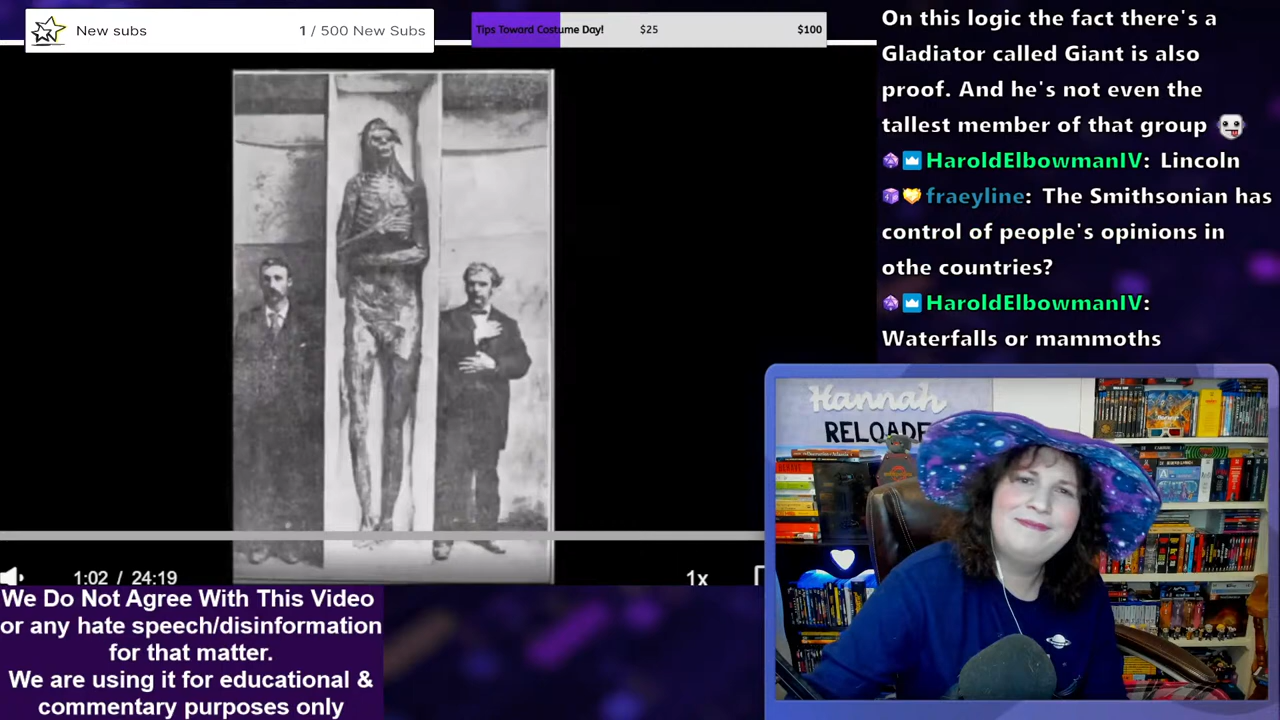 New subs
1 / 500 New Subs
Tips Toward Costume Day!
$25
$100
On this logic the fact there's a
Gladiator called Giant is also
proof. And he's not even the
tallest member of that group
HaroldElbowmanIV: Lincoln
fraeyline: The Smithsonian has
control of people's opinions in
othe countries?
HaroldElbowmanIV:
Waterfalls or mammoths
Hannah
RELOADE
1:02 / 24:19
1x
We Do Not Agree With This Video
or any hate speech/disinformation
for that matter.
We are using it for educational &
commentary purposes only